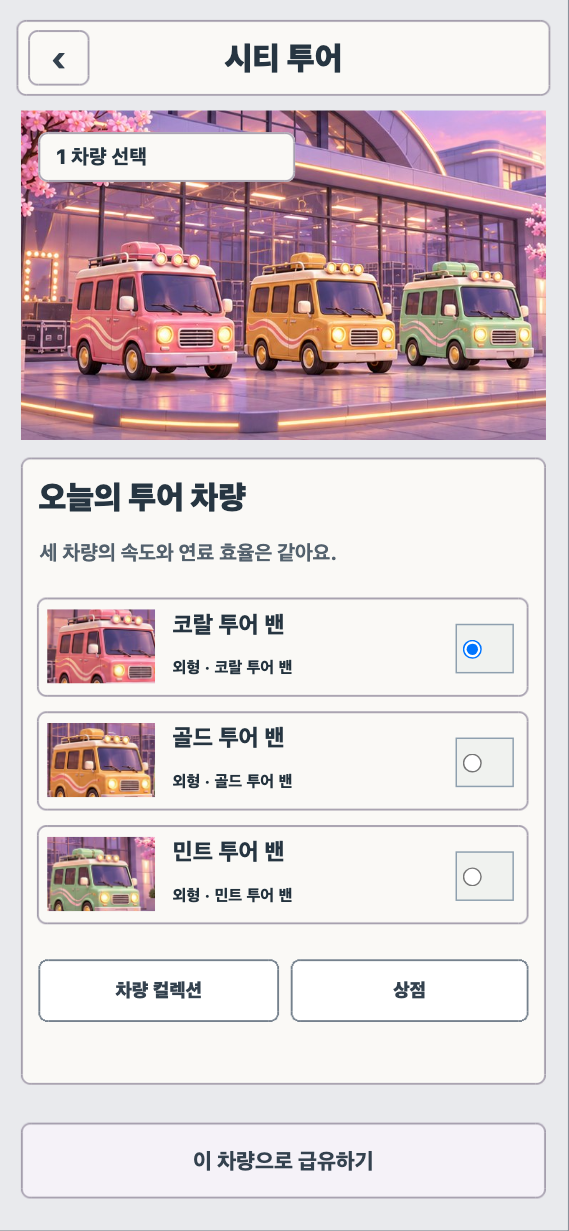 ‹
시티 투어
1 차량 선택
오늘의 투어 차량
세 차량의 속도와 연료 효율은 같아요.
코랄 투어 밴
외형 · 코랄 투어 밴
골드 투어 밴
외형 · 골드 투어 밴
민트 투어 밴
외형 · 민트 투어 밴
차량 컬렉션
상점
이 차량으로 급유하기